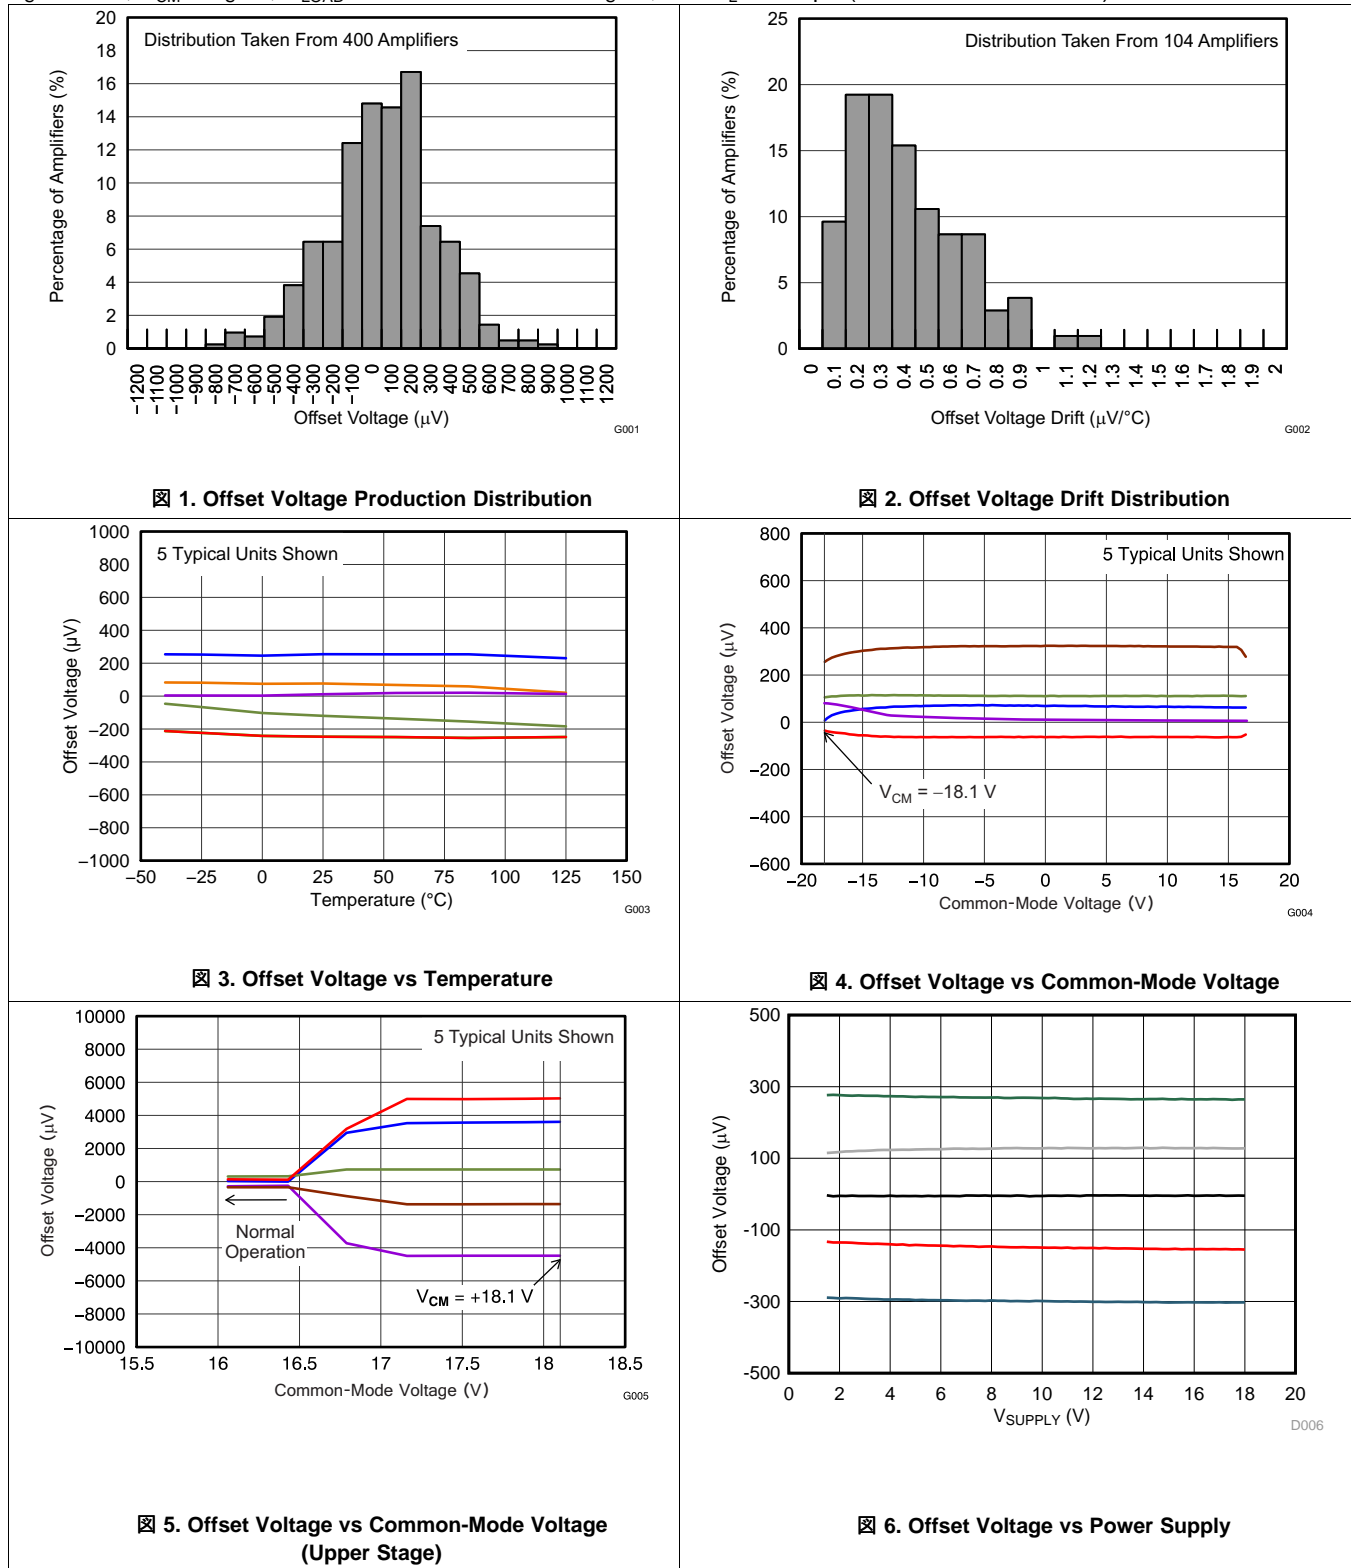 Distribution Taken From 400 Amplifiers
Percentage of Amplifiers (%)
20
18
16
14
12
10
8
6
4
2
0
−1200
−1100
−1000
−900
−800
−700
−600
−500
−400
−300
−200
−100
0
100
200
300
400
500
600
700
800
900
1000
1100
1200
Offset Voltage (μV)
G001
図 1. Offset Voltage Production Distribution
Distribution Taken From 104 Amplifiers
Percentage of Amplifiers (%)
25
20
15
10
5
0
0
0.1
0.2
0.3
0.4
0.5
0.6
0.7
0.8
0.9
1
1.1
1.2
1.3
1.4
1.5
1.6
1.7
1.8
1.9
2
Offset Voltage Drift (μV/°C)
G002
図 2. Offset Voltage Drift Distribution
5 Typical Units Shown
Offset Voltage (μV)
1000
800
600
400
200
0
−200
−400
−600
−800
−1000
−50 −25 0 25 50 75 100 125 150
Temperature (°C)
G003
図 3. Offset Voltage vs Temperature
5 Typical Units Shown
Offset Voltage (μV)
800
600
400
200
0
−200
−400
−600
VCM = −18.1 V
−20 −15 −10 −5 0 5 10 15 20
Common-Mode Voltage (V)
G004
図 4. Offset Voltage vs Common-Mode Voltage
5 Typical Units Shown
Offset Voltage (μV)
10000
8000
6000
4000
2000
0
−2000
−4000
−6000
−8000
−10000
Normal
Operation
VCM = +18.1 V
15.5 16 16.5 17 17.5 18 18.5
Common-Mode Voltage (V)
G005
図 5. Offset Voltage vs Common-Mode Voltage
(Upper Stage)
Offset Voltage (μV)
500
300
100
-100
-300
-500
0 2 4 6 8 10 12 14 16 18 20
VSUPPLY (V)
D006
図 6. Offset Voltage vs Power Supply